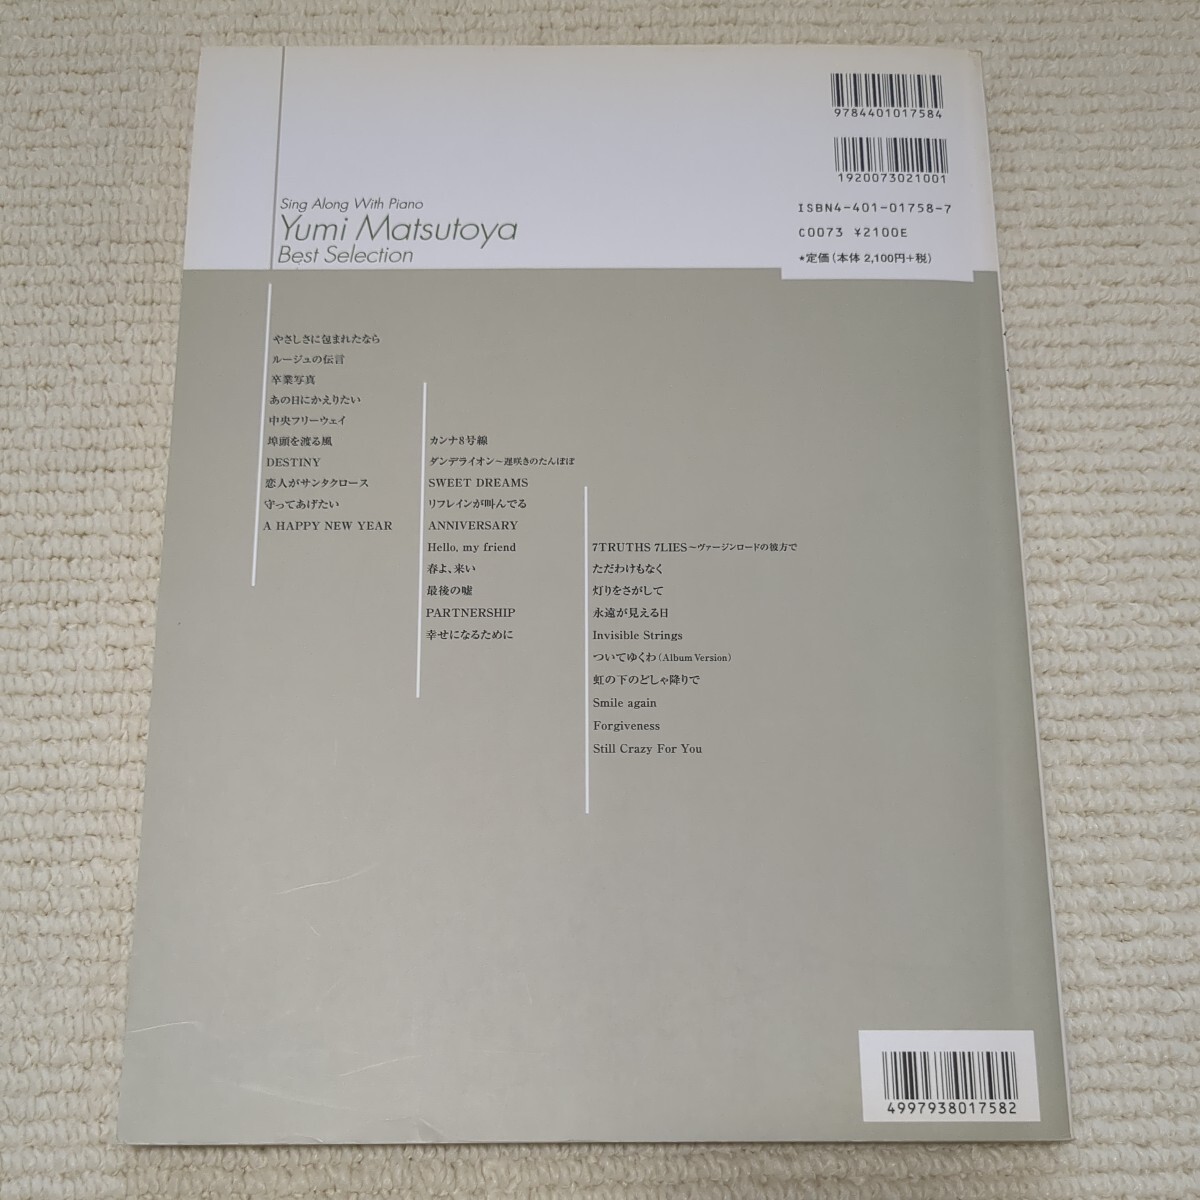 9784401017584
1920073021001
ISBN4-401-01758-7
C0073 ¥2100E
★定価(本体 2,100円+税)
Sing Along With Piano
Yumi Matsutoya
Best Selection
やさしさに包まれたなら
ルージュの伝言
卒業写真
あの日にかえりたい
中央フリーウェイ
埠頭を渡る風
DESTINY
恋人がサンタクロース
守ってあげたい
A HAPPY NEW YEAR
カンナ8号線
ダンデライオン〜遅咲きのたんぽぽ
SWEET DREAMS
リフレインが叫んでる
ANNIVERSARY
Hello, my friend
春よ、来い
最後の嘘
PARTNERSHIP
幸せになるために
7TRUTHS 7LIES〜ヴァージンロードの彼方で
ただわけもなく
灯りをさがして
永遠が見える日
Invisible Strings
ついてゆくわ(Album Version)
虹の下のどしゃ降りで
Smile again
Forgiveness
Still Crazy For You
4997938017582